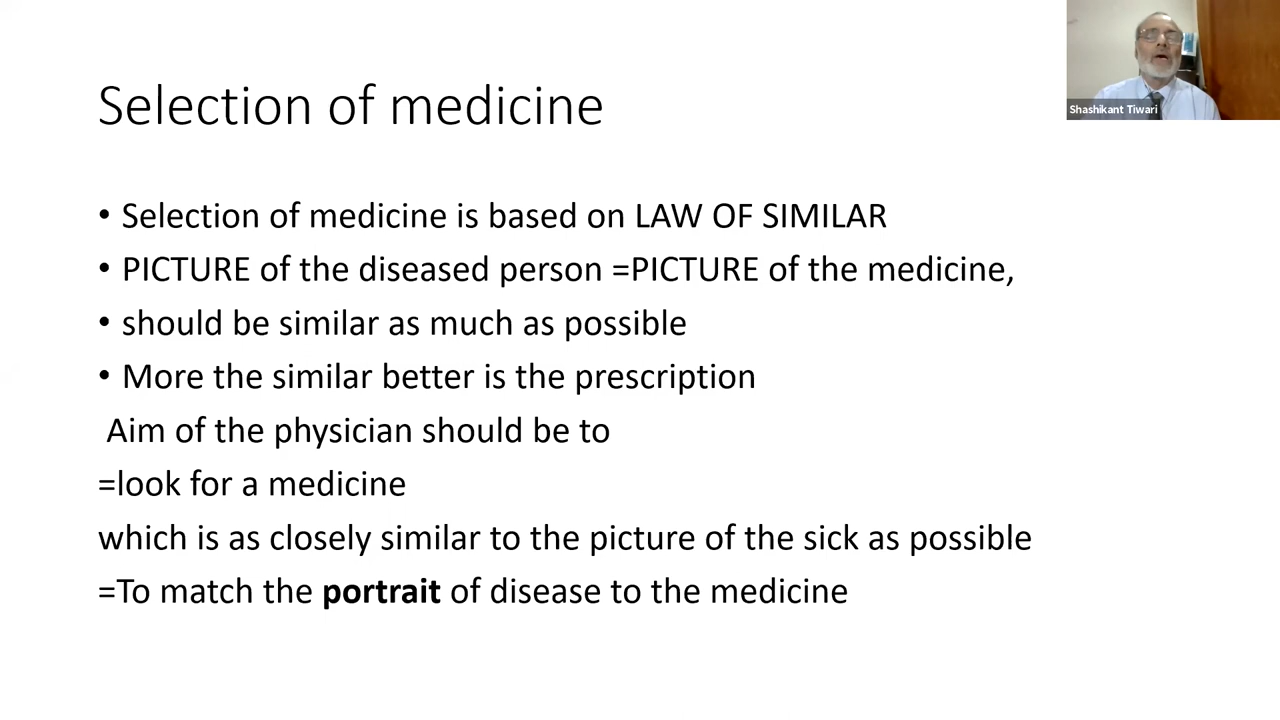 Selection of medicine
Shashikant Tiwari
• Selection of medicine is based on LAW OF SIMILAR
• PICTURE of the diseased person =PICTURE of the medicine,
• should be similar as much as possible
• More the similar better is the prescription
Aim of the physician should be to
=look for a medicine
which is as closely similar to the picture of the sick as possible
=To match the portrait of disease to the medicine